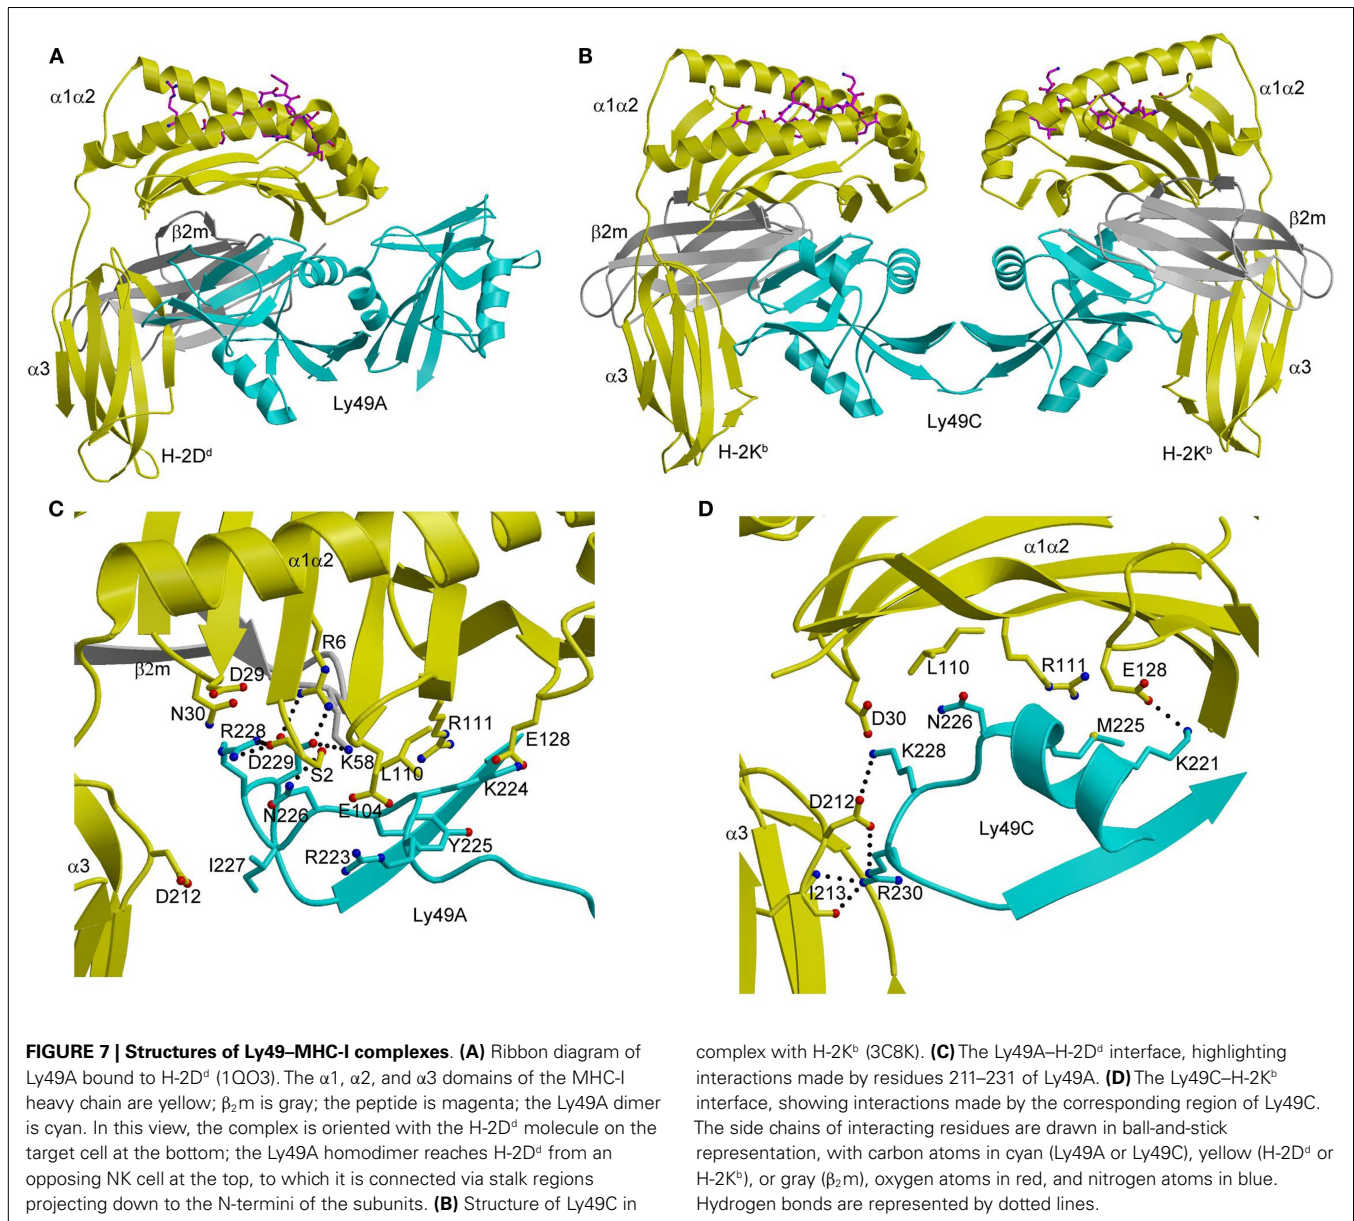 A
α1α2
β2m
α3
Ly49A
H-2Dᵈ
B
α1α2
α1α2
β2m
β2m
α3
α3
Ly49C
H-2Kᵇ
H-2Kᵇ
C
α1α2
R6
β2m
D29
N30
R228
R111
D229
E128
S2
K58
L110
K224
N226
E104
Y225
I227
R223
α3
D212
Ly49A
D
α1α2
L110
R111
E128
D30
N226
M225
K228
K221
D212
α3
Ly49C
I213
R230
FIGURE 7 | Structures of Ly49–MHC-I complexes. (A) Ribbon diagram of
Ly49A bound to H-2Dᵈ (1QO3). The α1, α2, and α3 domains of the MHC-I
heavy chain are yellow; β₂m is gray; the peptide is magenta; the Ly49A dimer
is cyan. In this view, the complex is oriented with the H-2Dᵈ molecule on the
target cell at the bottom; the Ly49A homodimer reaches H-2Dᵈ from an
opposing NK cell at the top, to which it is connected via stalk regions
projecting down to the N-termini of the subunits. (B) Structure of Ly49C in
complex with H-2Kᵇ (3C8K). (C) The Ly49A–H-2Dᵈ interface, highlighting
interactions made by residues 211–231 of Ly49A. (D) The Ly49C–H-2Kᵇ
interface, showing interactions made by the corresponding region of Ly49C.
The side chains of interacting residues are drawn in ball-and-stick
representation, with carbon atoms in cyan (Ly49A or Ly49C), yellow (H-2Dᵈ or
H-2Kᵇ), or gray (β₂m), oxygen atoms in red, and nitrogen atoms in blue.
Hydrogen bonds are represented by dotted lines.